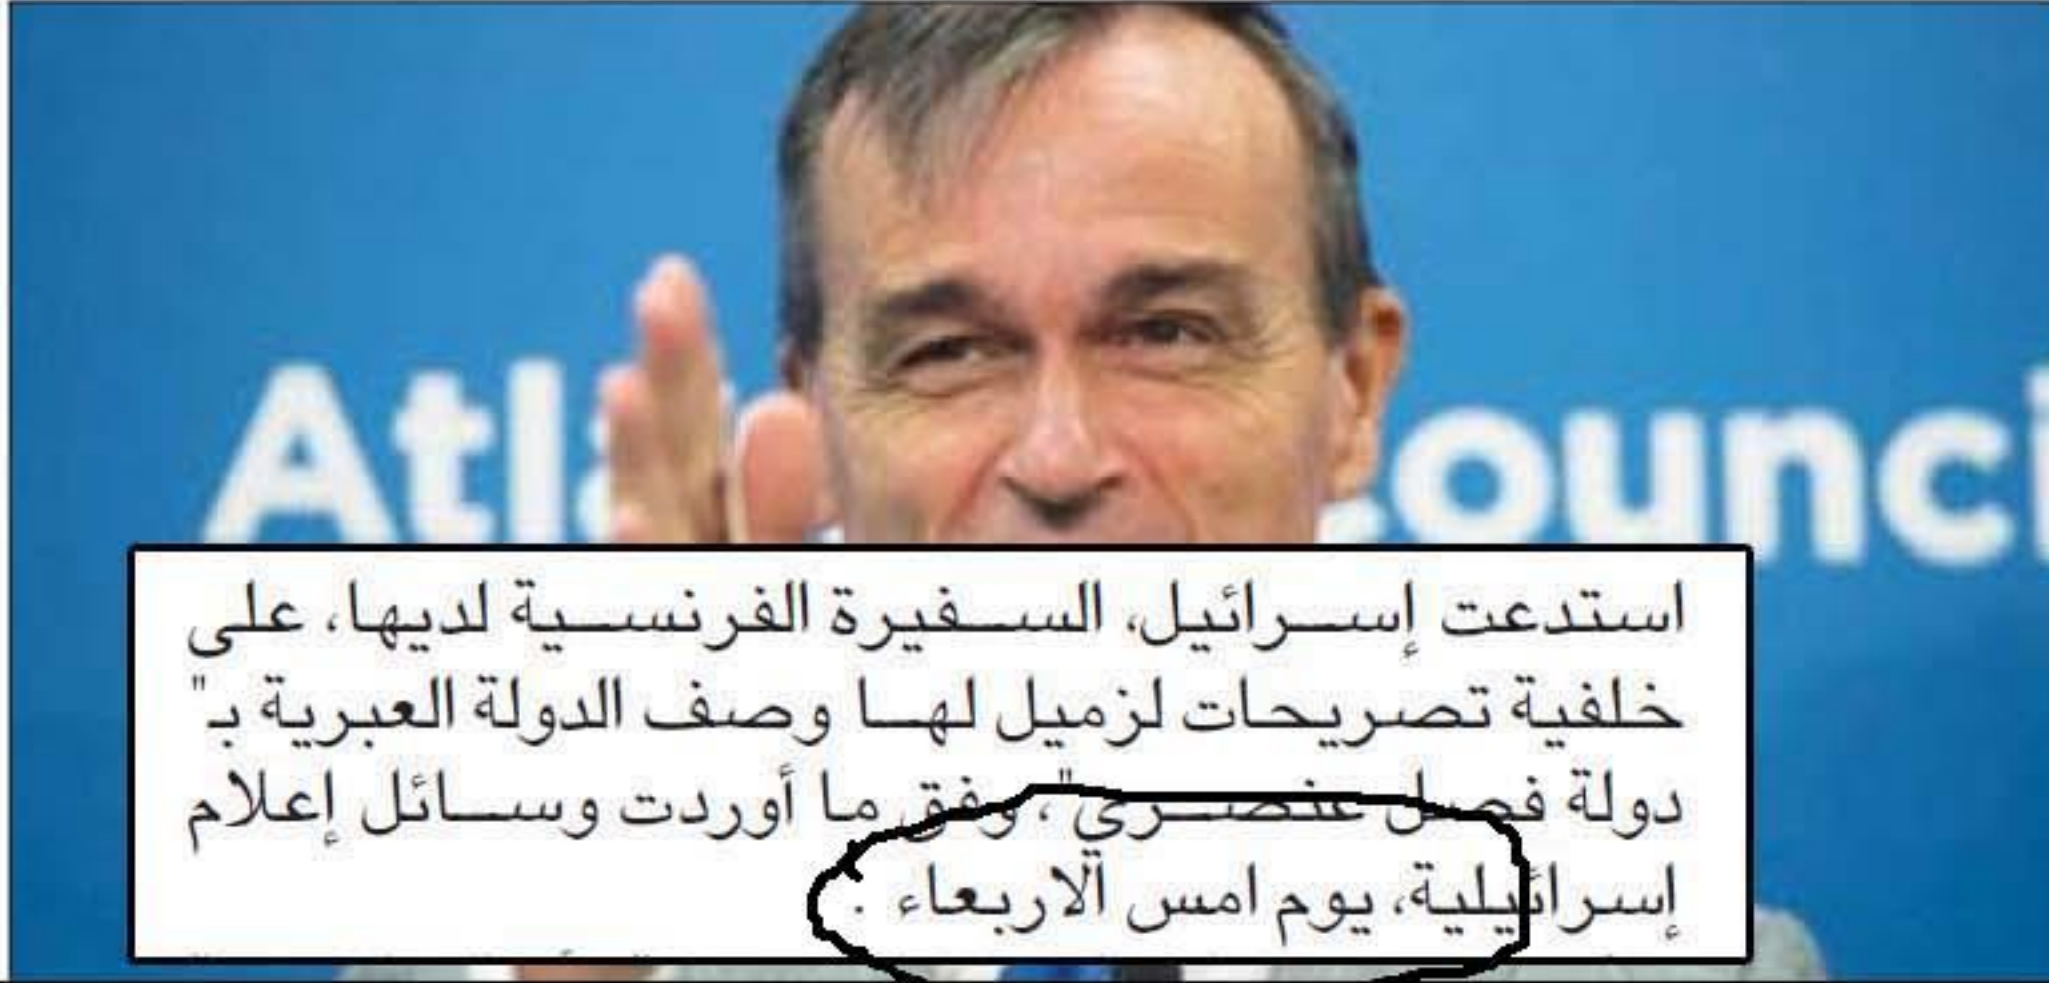 Atl ounci
استدعت إسرائيل، السفيرة الفرنسية لديها، على
خلفية تصريحات لزميل لها وصف الدولة العبرية بـ"
دولة فصل عنصري"، وفق ما أوردت وسائل إعلام
إسرائيلية، يوم امس الاربعاء .